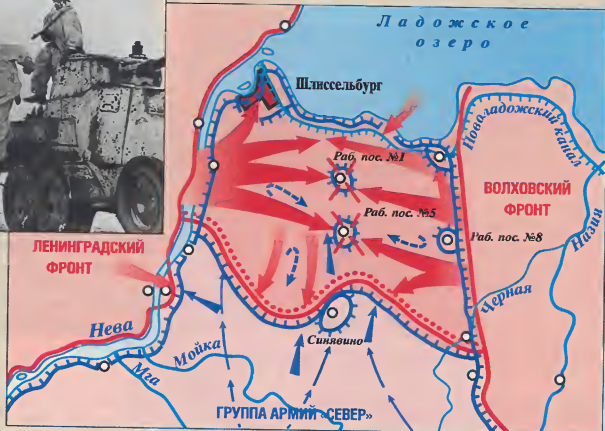 Ладожское
озеро
Шлиссельбург
Новоладожский канал
Раб. пос. №1
ВОЛХОВСКИЙ
ФРОНТ
Раб. пос. №5
Назия
Раб. пос. №8
ЛЕНИНГРАДСКИЙ
ФРОНТ
Черная
Нева
Синявино
Мойка
Мга
ГРУППА АРМИЙ «СЕВЕР»